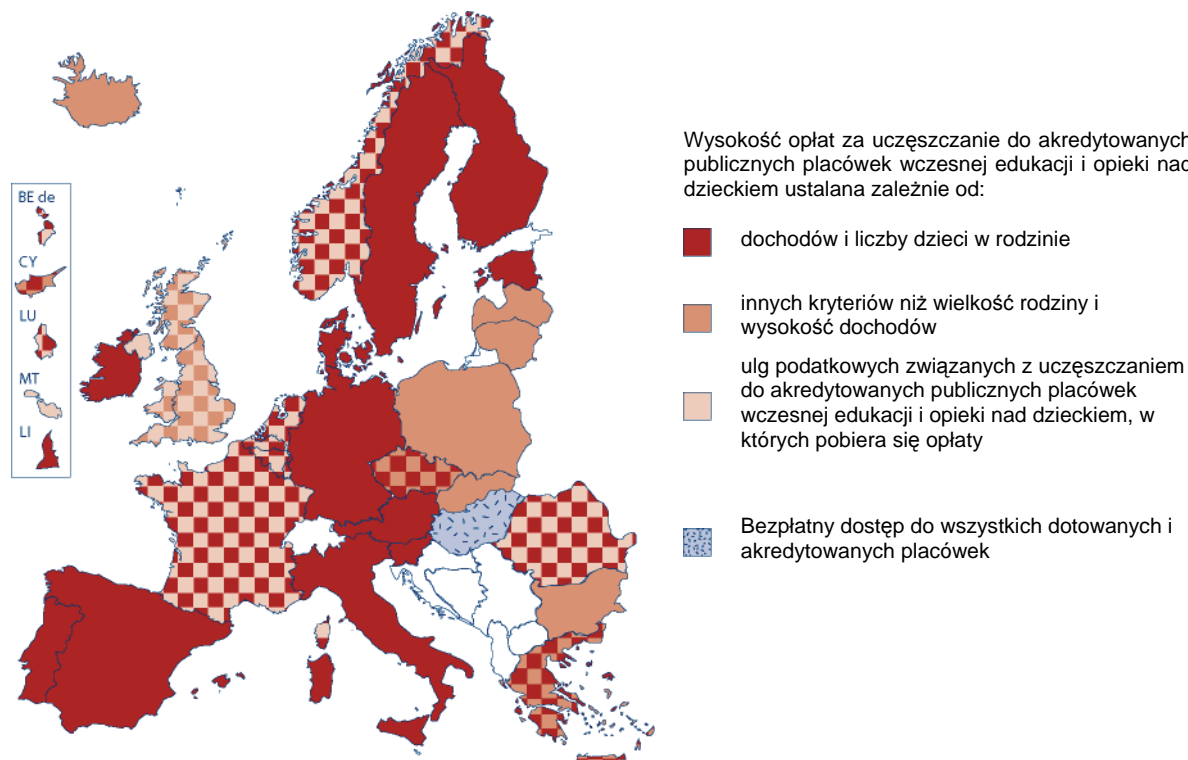 BE de
CY
LU
MT
LI
Wysokość opłat za uczęszczanie do akredytowanych
publicznych placówek wczesnej edukacji i opieki nad
dzieckiem ustalana zależnie od:
dochodów i liczby dzieci w rodzinie
innych kryteriów niż wielkość rodziny i
wysokość dochodów
ulg podatkowych związanych z uczęszczaniem
do akredytowanych publicznych placówek
wczesnej edukacji i opieki nad dzieckiem, w
których pobiera się opłaty
Bezpłatny dostęp do wszystkich dotowanych i
akredytowanych placówek